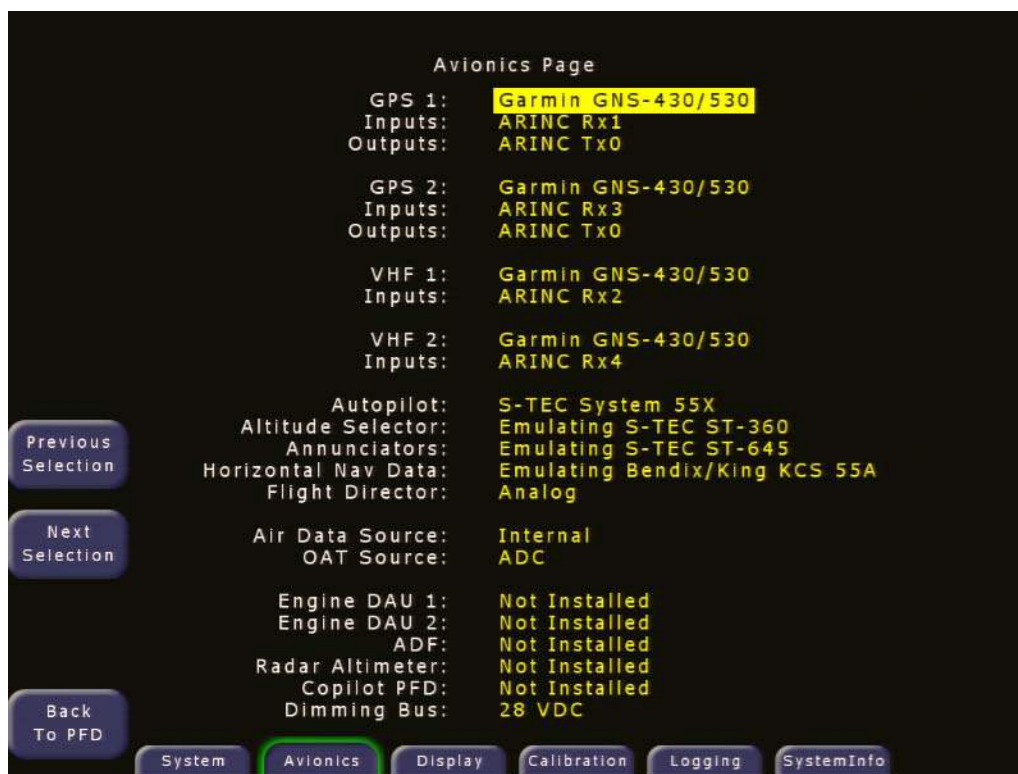 Avionics Page
GPS 1: Garmin GNS-430/530
Inputs: ARINC Rx1
Outputs: ARINC Tx0
GPS 2: Garmin GNS-430/530
Inputs: ARINC Rx3
Outputs: ARINC Tx0
VHF 1: Garmin GNS-430/530
Inputs: ARINC Rx2
VHF 2: Garmin GNS-430/530
Inputs: ARINC Rx4
Autopilot: S-TEC System 55X
Altitude Selector: Emulating S-TEC ST-360
Annunciators: Emulating S-TEC ST-645
Horizontal Nav Data: Emulating Bendix/King KCS 55A
Flight Director: Analog
Air Data Source: Internal
OAT Source: ADC
Engine DAU 1: Not Installed
Engine DAU 2: Not Installed
ADF: Not Installed
Radar Altimeter: Not Installed
Copilot PFD: Not Installed
Dimming Bus: 28 VDC
Previous
Selection
Next
Selection
Back
To PFD
System Avionics Display Calibration Logging SystemInfo